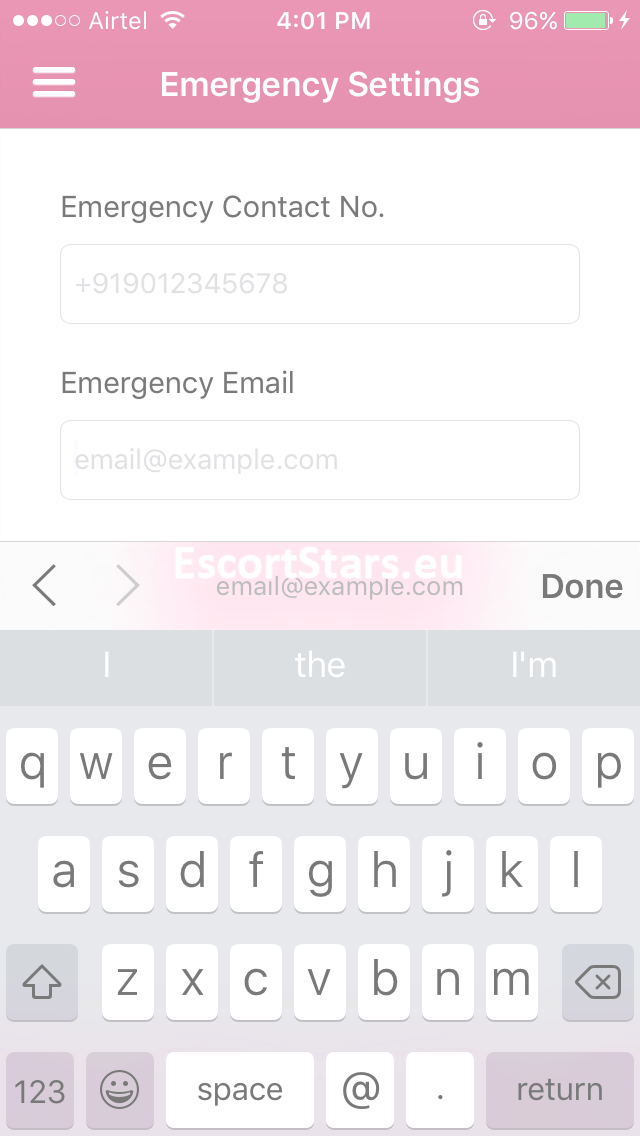 Airtel 4:01 PM 96%
Emergency Settings
Emergency Contact No.
+919012345678
Emergency Email
email@example.com
EscortStars.eu
email@example.com Done
I the I'm
q w e r t y u i o p
a s d f g h j k l
z x c v b n m
123 space @ . return